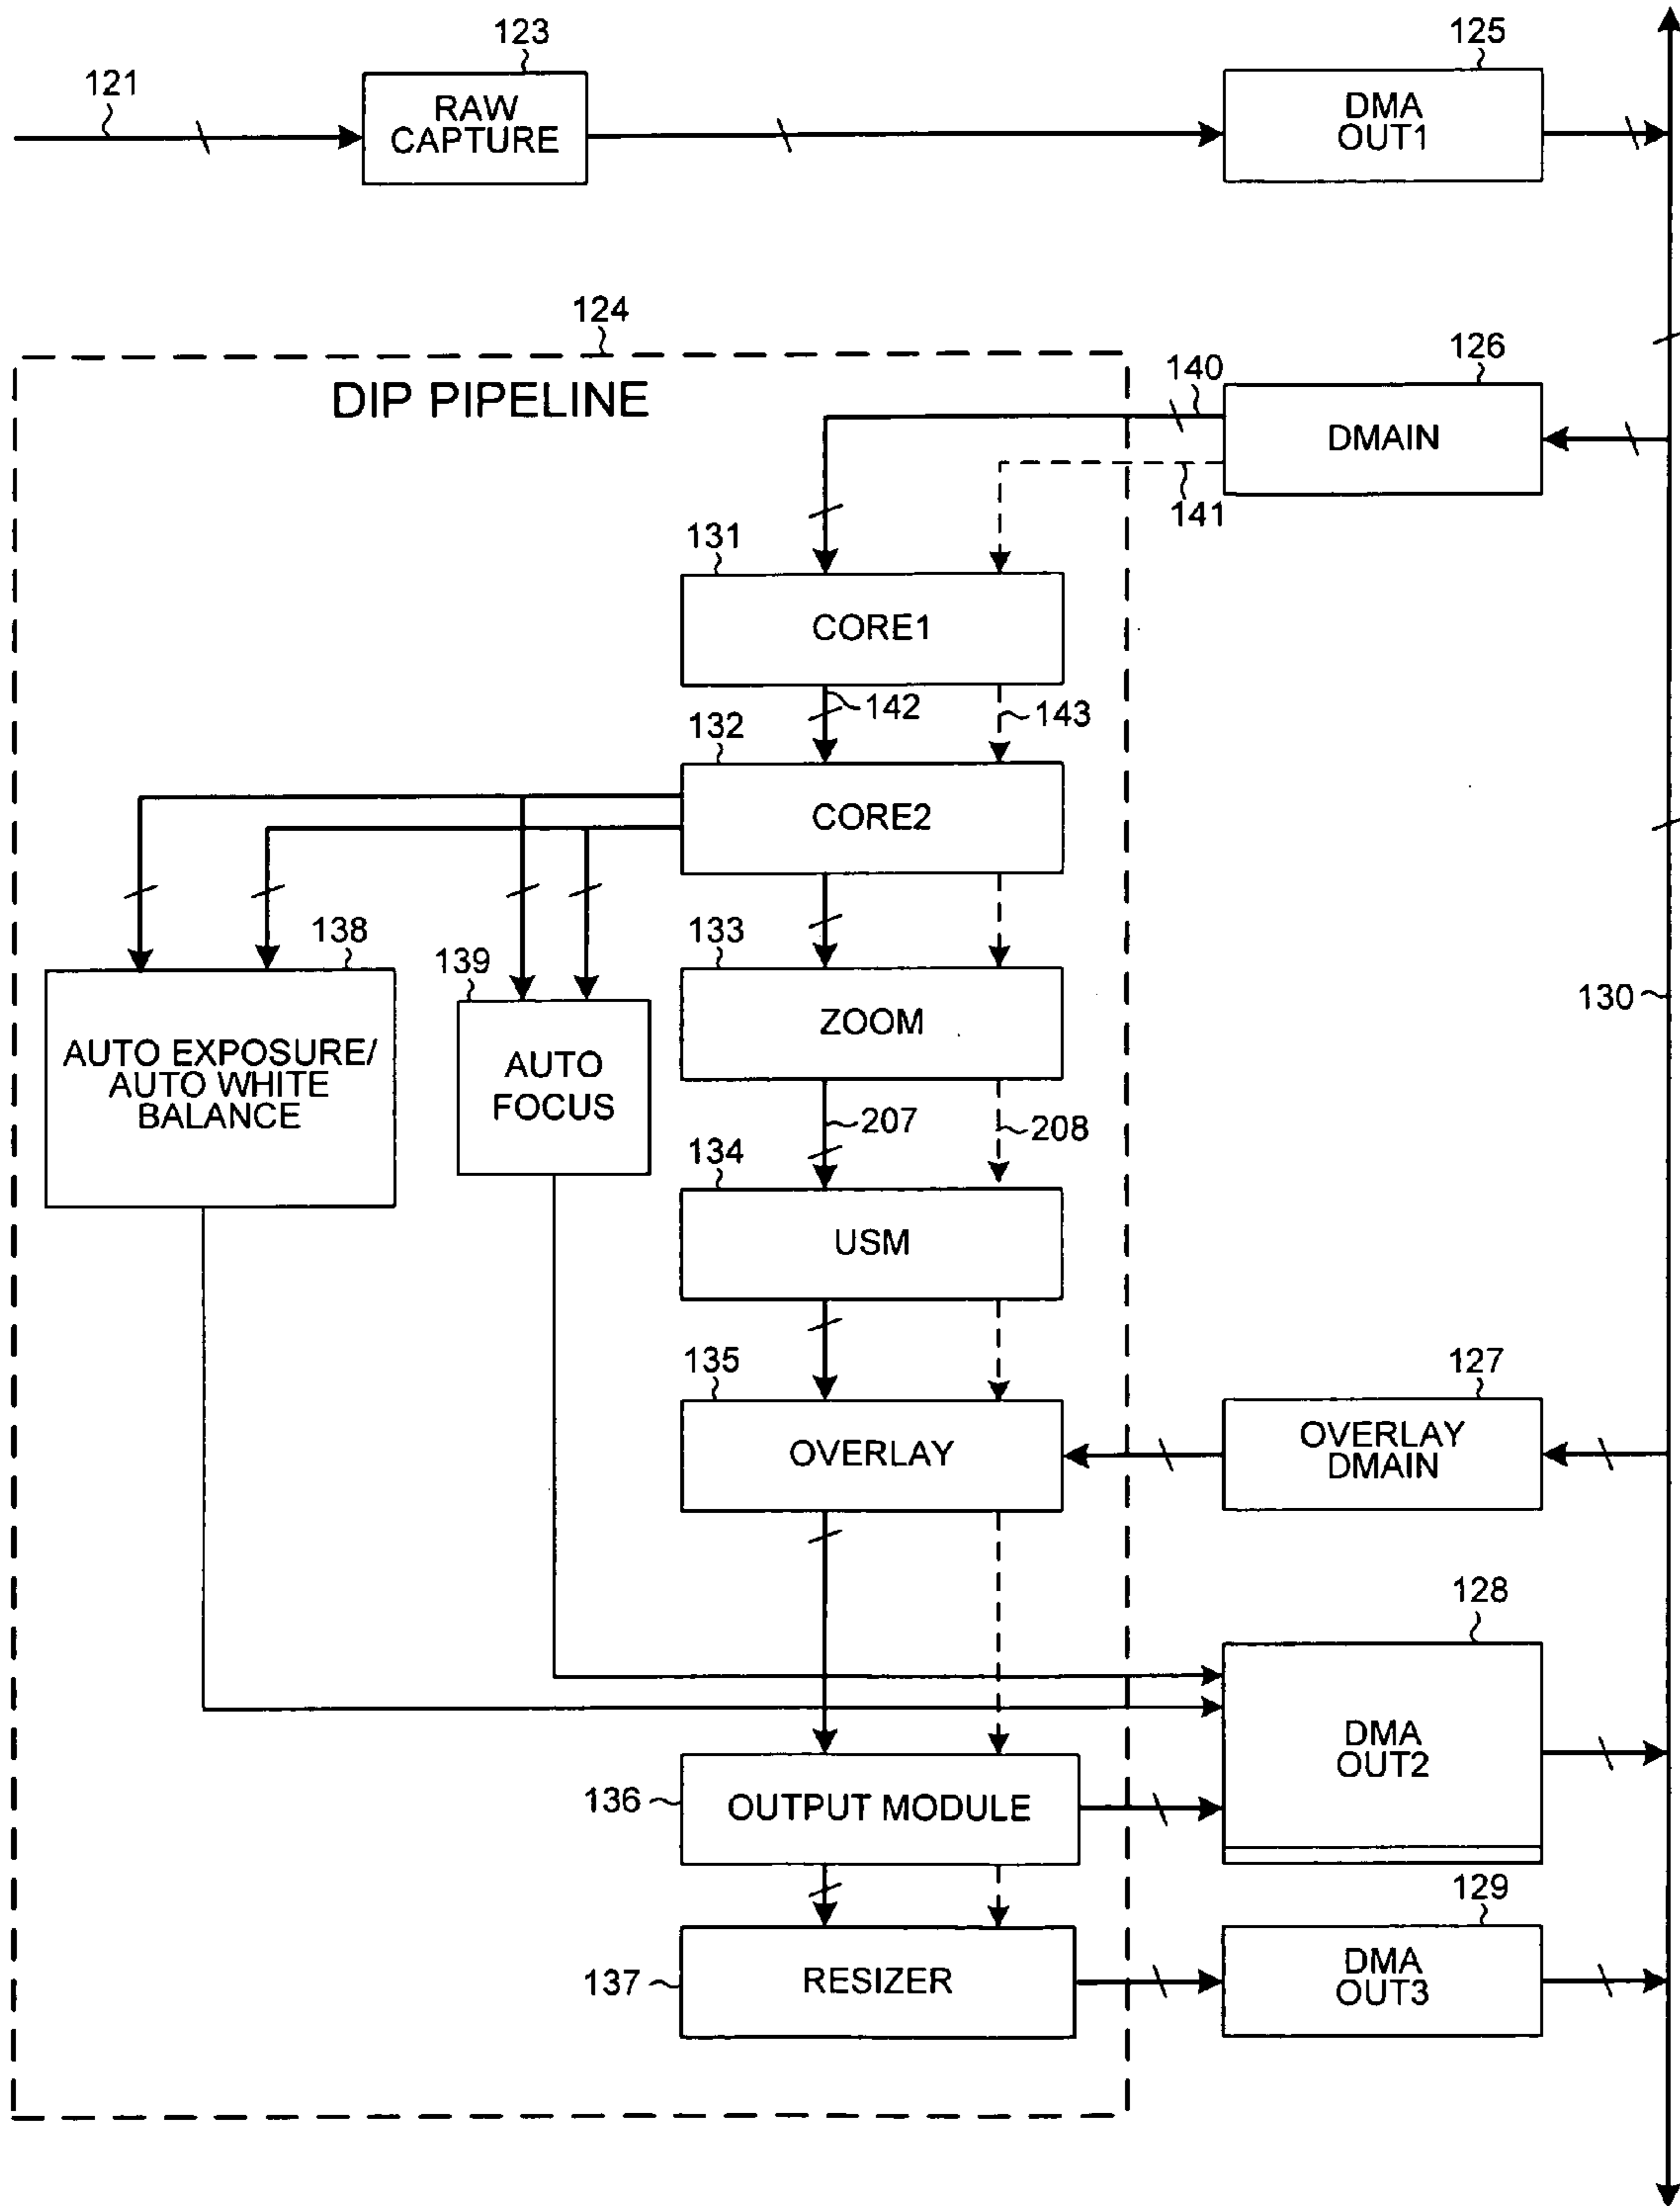 123
125
121
RAW
CAPTURE
DMA
OUT1
124
126
140
DIP PIPELINE
DMAIN
141
131
CORE1
142
143
132
CORE2
138
139
133
130
AUTO EXPOSURE/
AUTO WHITE
BALANCE
AUTO
FOCUS
ZOOM
207
208
134
USM
135
127
OVERLAY
OVERLAY
DMAIN
128
DMA
OUT2
136
OUTPUT MODULE
129
137
RESIZER
DMA
OUT3